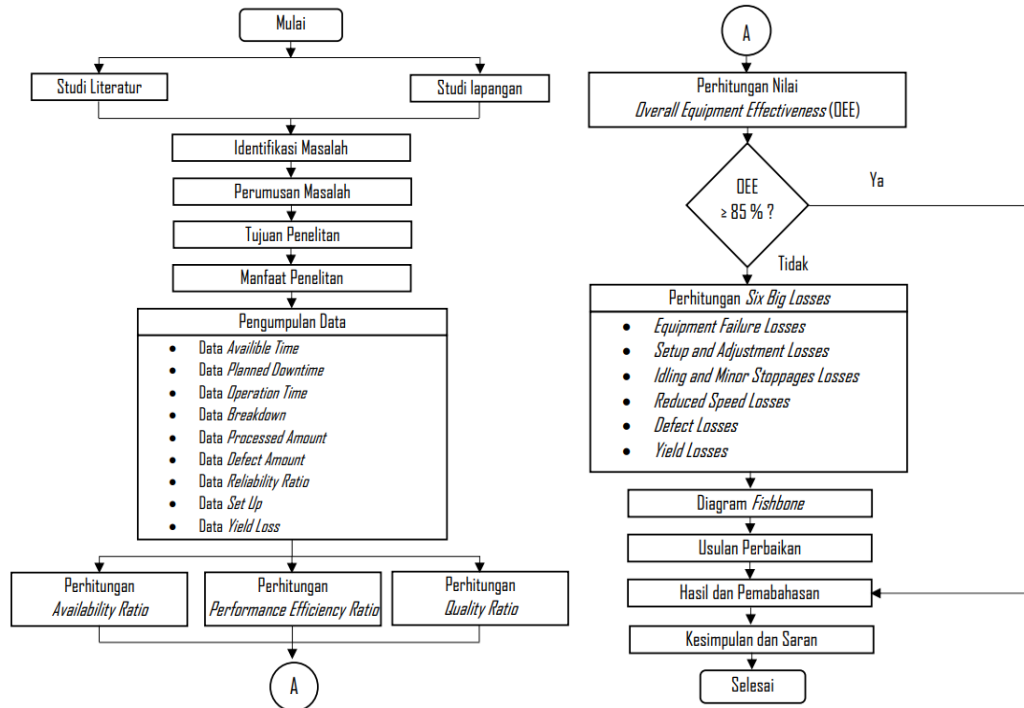 Mulai
Studi Literatur
Studi lapangan
Identifikasi Masalah
Perumusan Masalah
Tujuan Penelitan
Manfaat Penelitan
Pengumpulan Data
• Data Availible Time
• Data Planned Downtime
• Data Operation Time
• Data Breakdown
• Data Processed Amount
• Data Defect Amount
• Data Reliability Ratio
• Data Set Up
• Data Yield Loss
Perhitungan
Availability Ratio
Perhitungan
Performance Efficiency Ratio
Perhitungan
Quality Ratio
A
A
Perhitungan Nilai
Overall Equipment Effectiveness (OEE)
OEE
≥ 85 % ?
Ya
Tidak
Perhitungan Six Big Losses
• Equipment Failure Losses
• Setup and Adjustment Losses
• Idling and Minor Stoppages Losses
• Reduced Speed Losses
• Defect Losses
• Yield Losses
Diagram Fishbone
Usulan Perbaikan
Hasil dan Pemabahasan
Kesimpulan dan Saran
Selesai